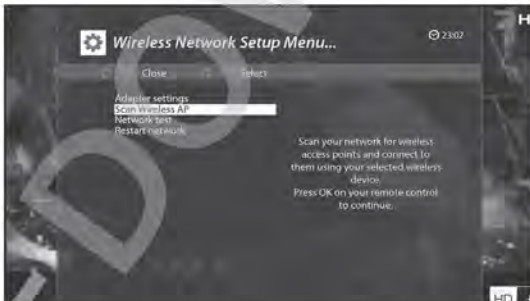 H
Wireless Network Setup Menu...
23:02
Close Select
Adapter settings
Scan Wireless AP
Network test
Restart network
Scan your network for wireless
access points and connect to
them using your selected wireless
device.
Press OK on your remote control
to continue.
HD